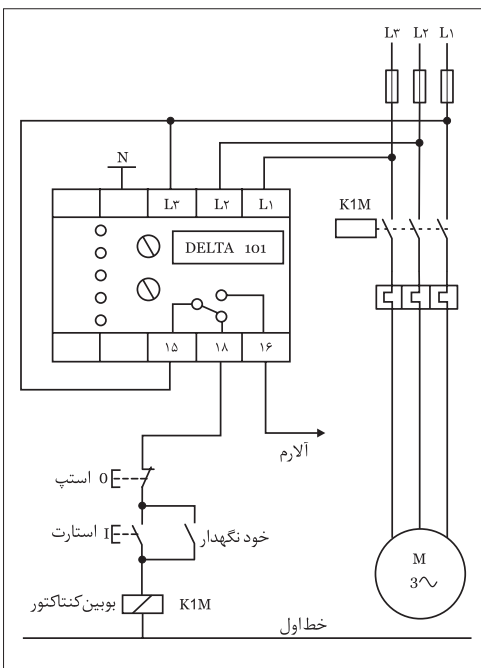 L۳ L۲ L۱
N
L۳ L۲ L۱
K1M
DELTA 101
۱۵ ۱۸ ۱۶
آلارم
0 استپ
I استارت
خود نگهدار
M
3~
بوبین کنتاکتور
K1M
خط اول